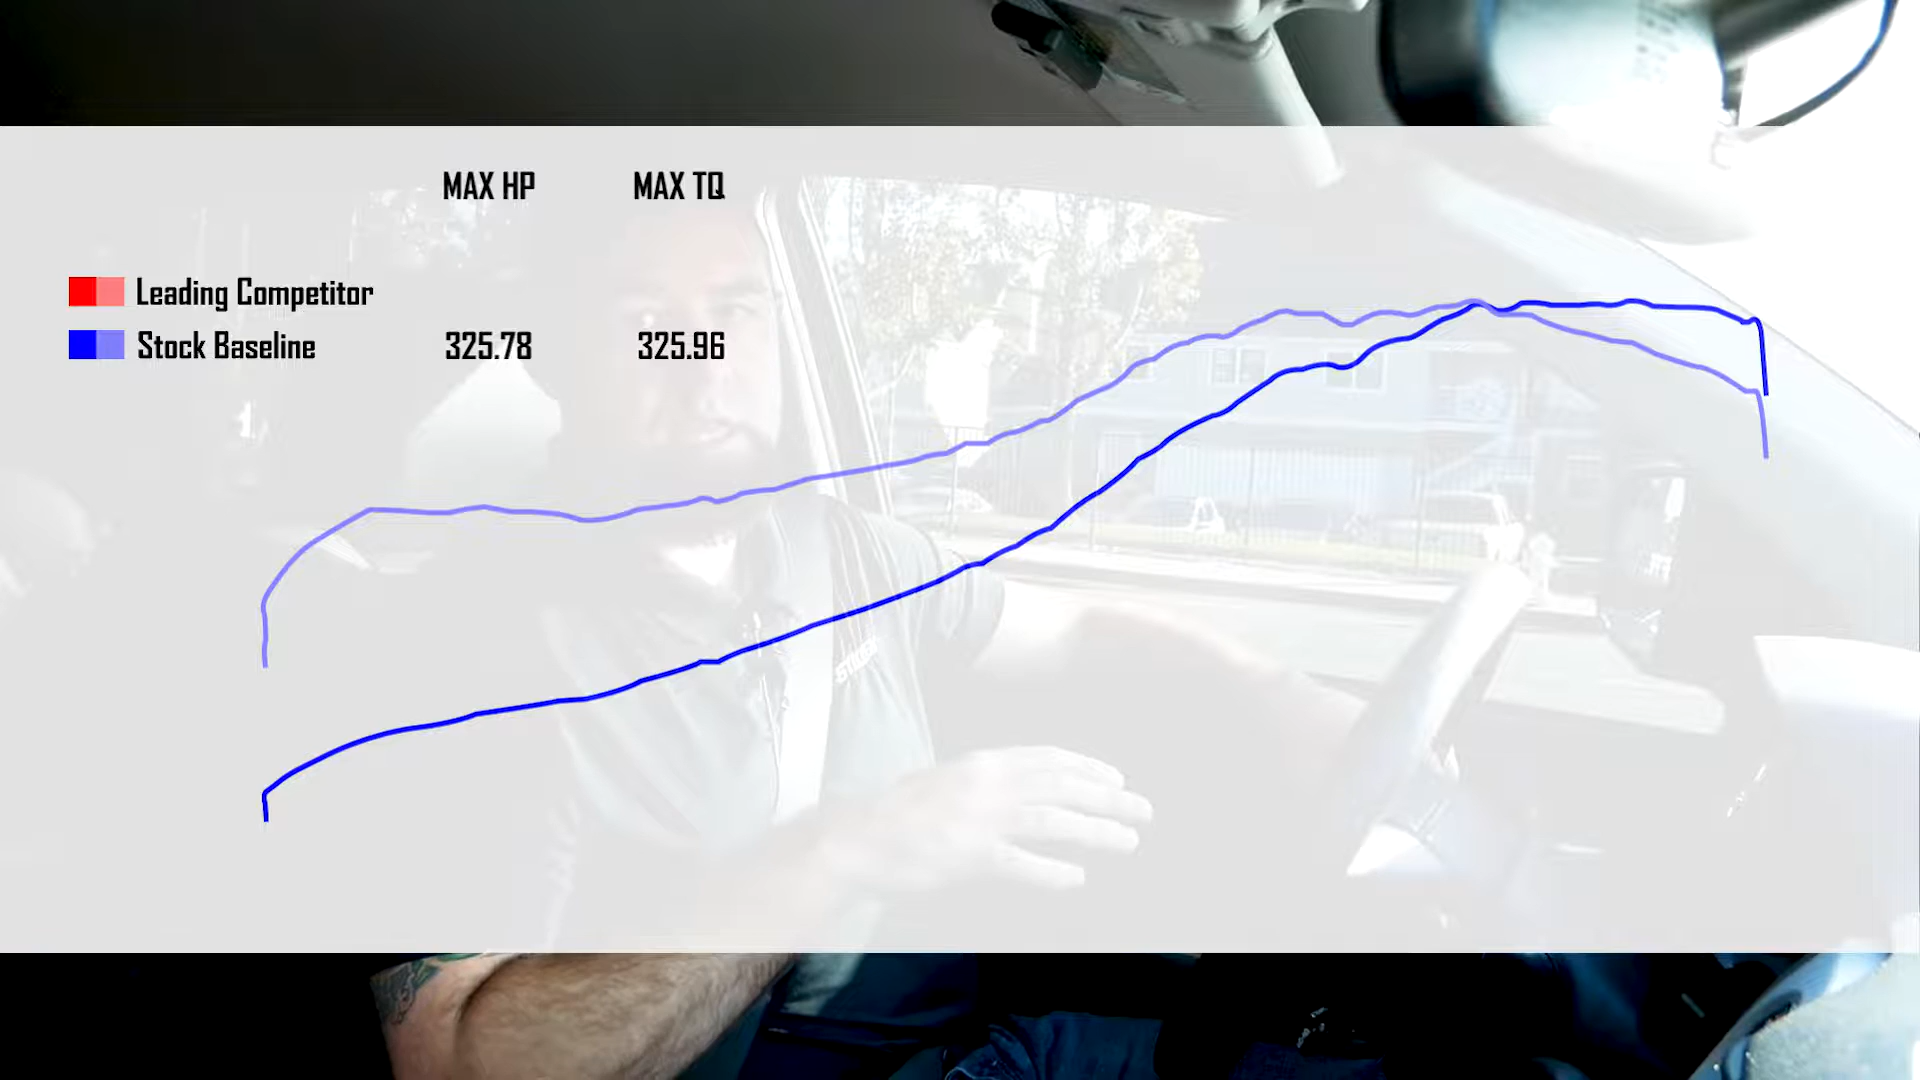 MAX HP MAX TQ
Leading Competitor
Stock Baseline 325.78 325.96